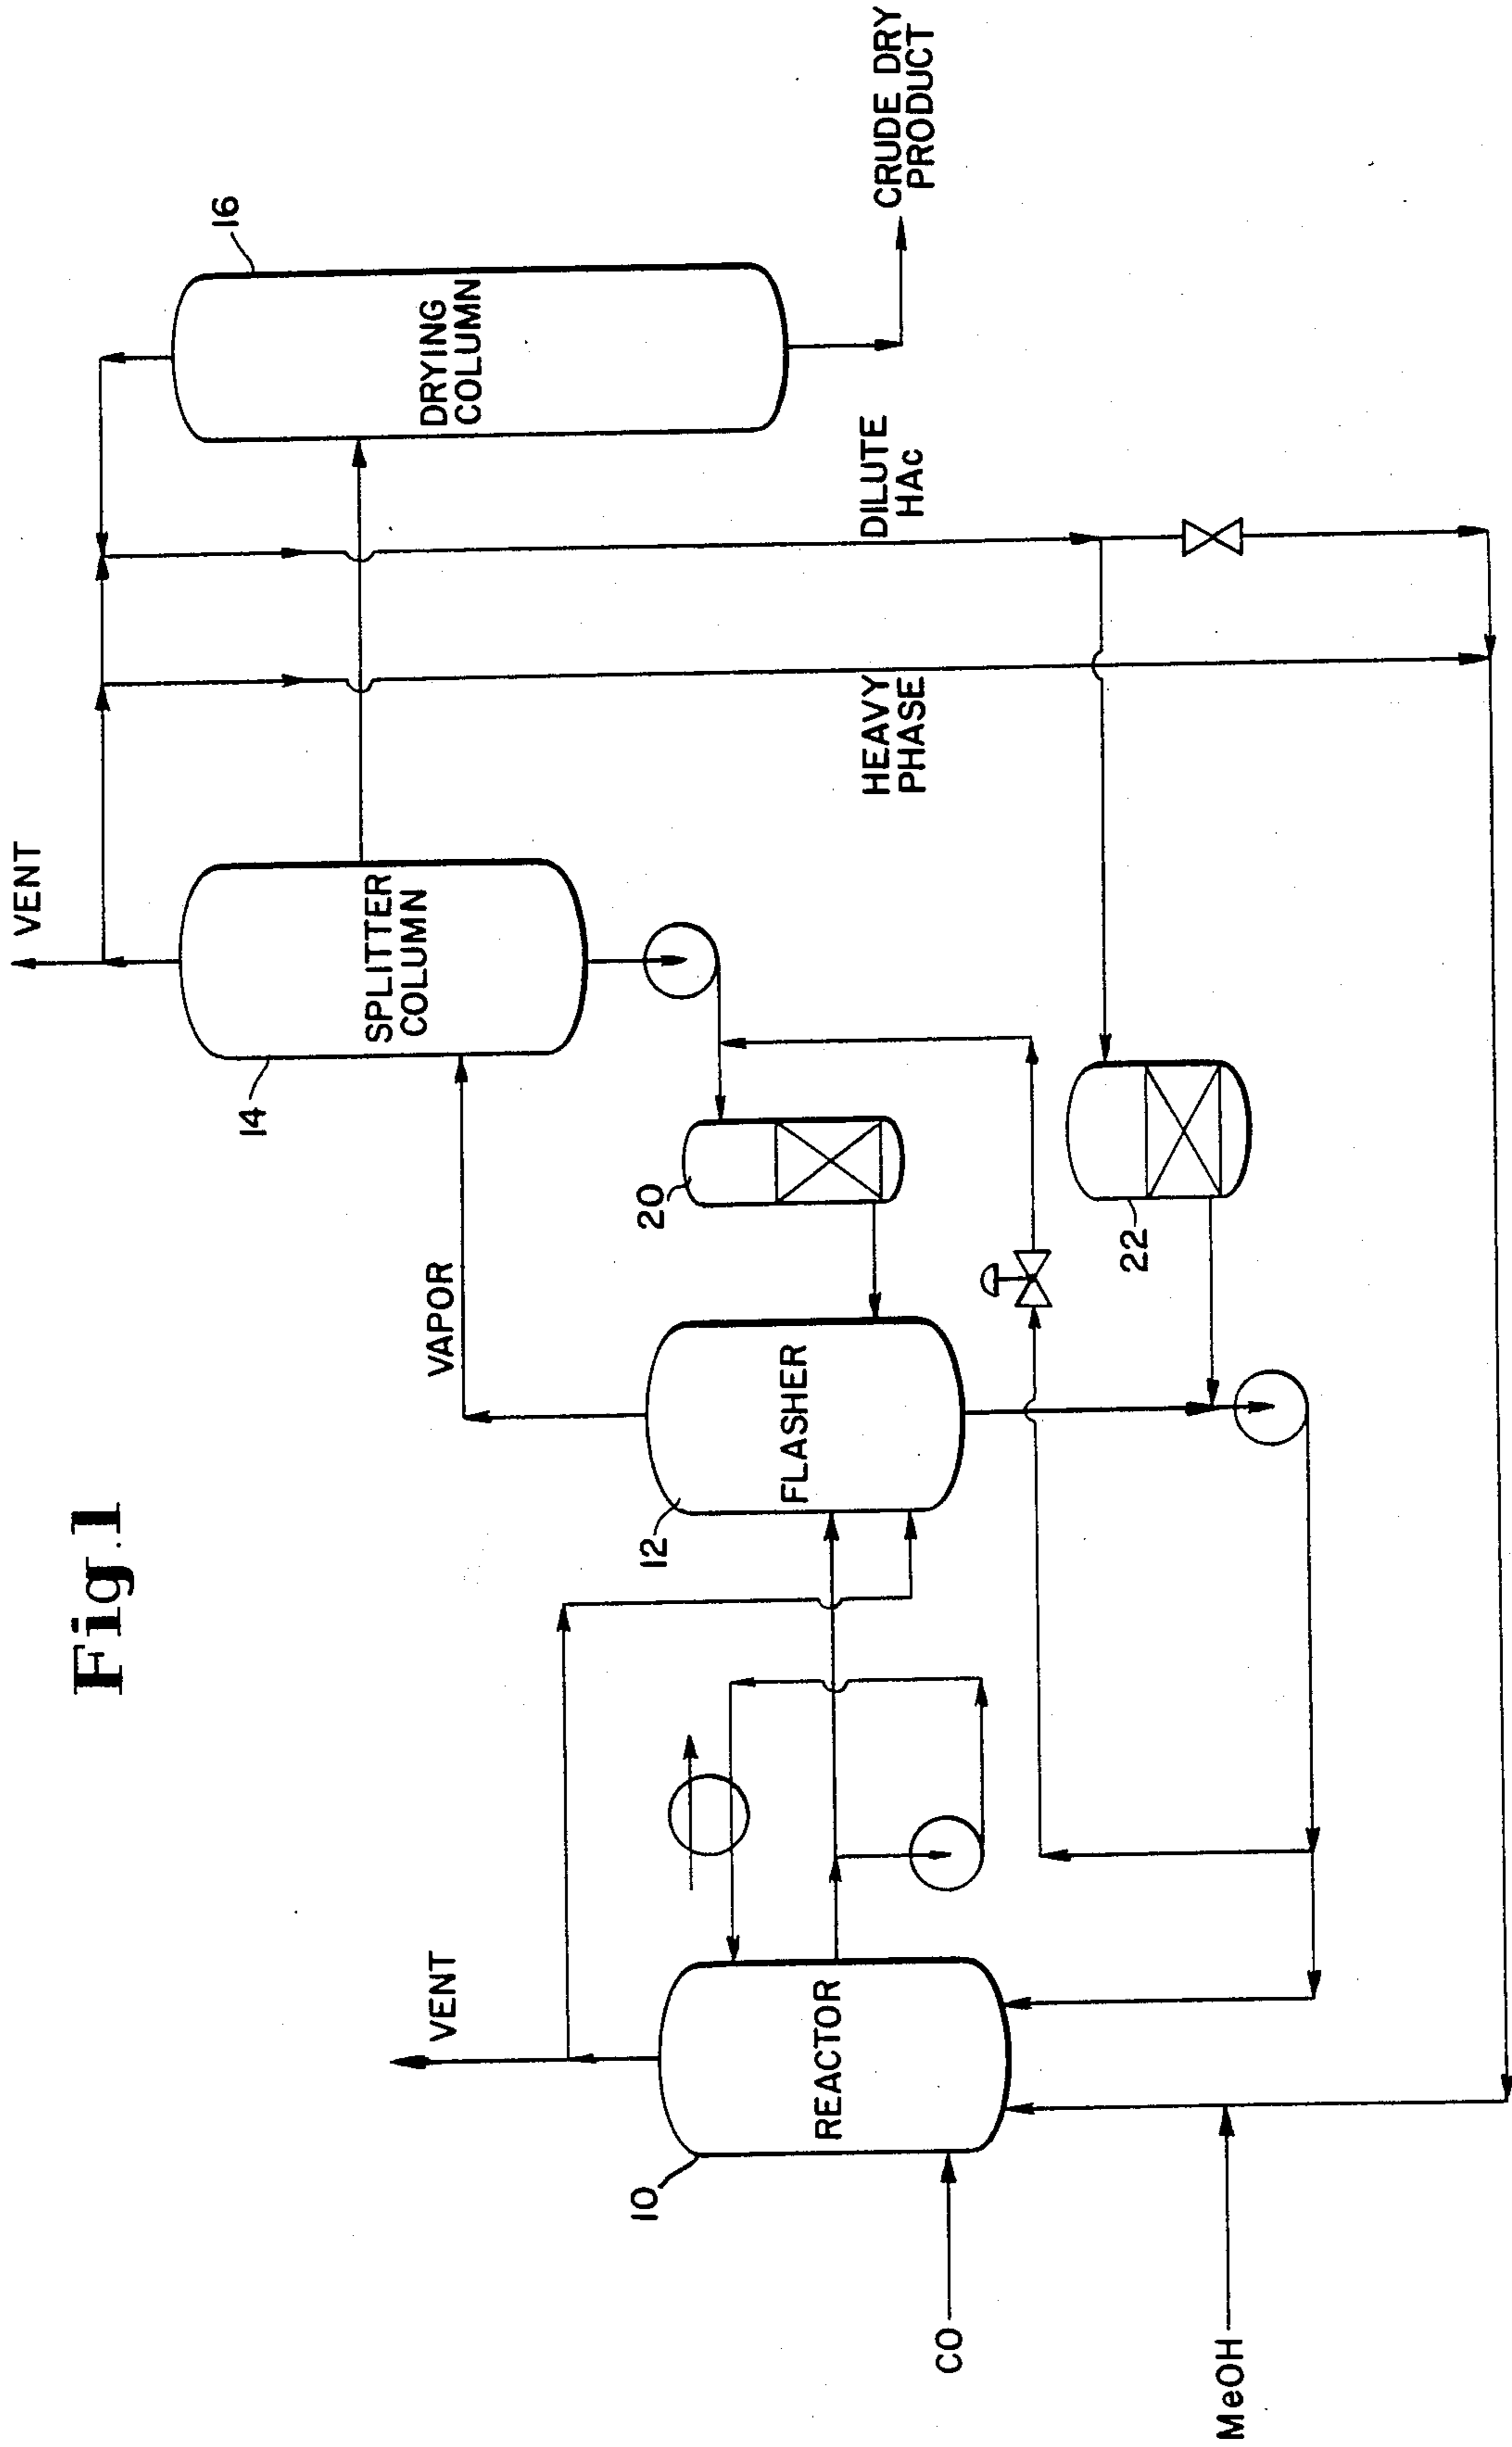 Fig.1
VENT
VENT
VAPOR
16
14
SPLITTER
COLUMN
DRYING
COLUMN
12
FLASHER
20
10
REACTOR
HEAVY
PHASE
DILUTE
HAc
CRUDE DRY
PRODUCT
22
CO
MeOH